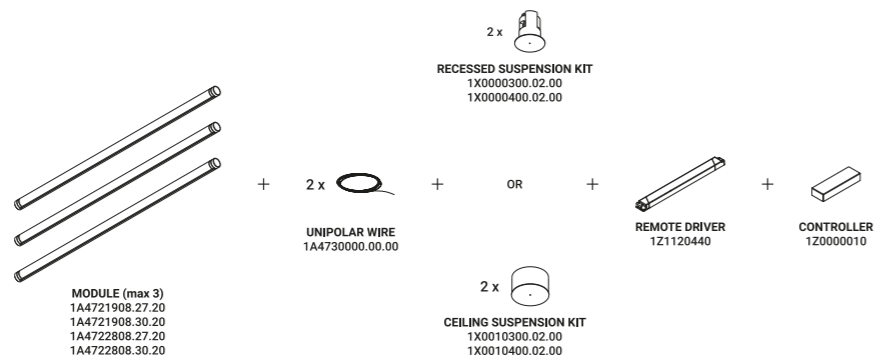 2 x
RECESSED SUSPENSION KIT
1X0000300.02.00
1X0000400.02.00
+
2 x
+
OR
+
+
UNIPOLAR WIRE
1A4730000.00.00
REMOTE DRIVER
1Z1120440
CONTROLLER
1Z0000010
MODULE (max 3)
1A4721908.27.20
1A4721908.30.20
1A4722808.27.20
1A4722808.30.20
2 x
CEILING SUSPENSION KIT
1X0010300.02.00
1X0010400.02.00